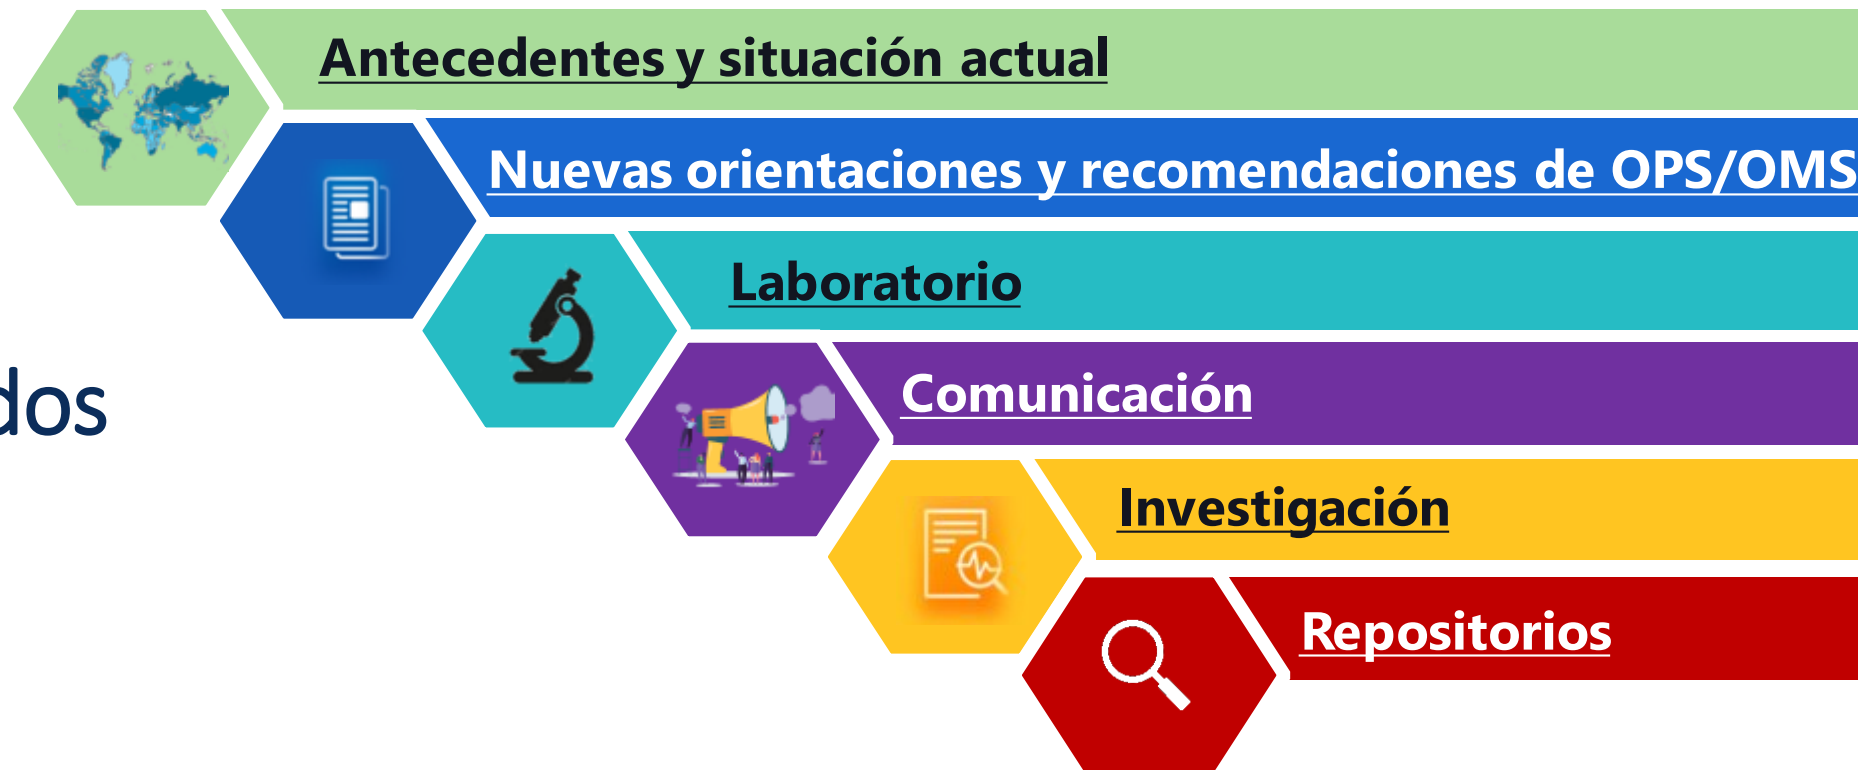 Antecedentes y situación actual
Nuevas orientaciones y recomendaciones de OPS/OMS
Laboratorio
dos
Comunicación
Investigación
Repositorios